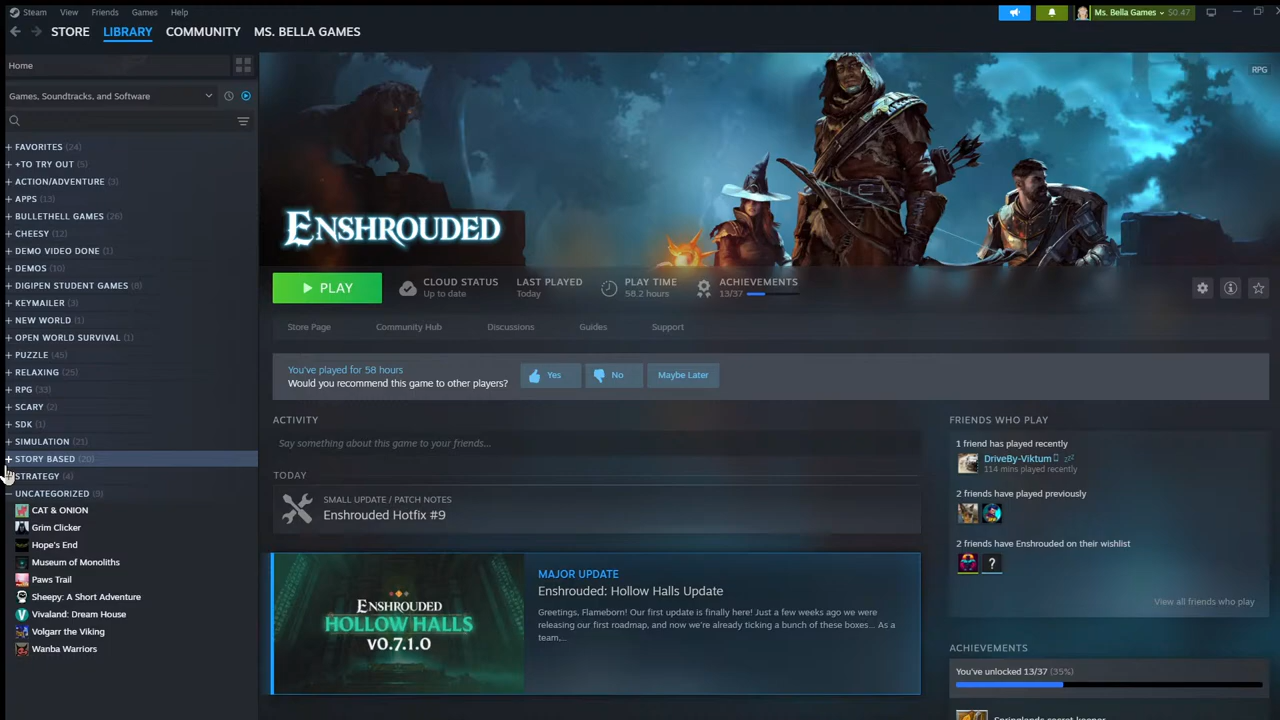 Steam View Friends Games Help
Ms. Bella Games $0.47
STORE LIBRARY COMMUNITY MS. BELLA GAMES
Home
Games, Soundtracks, and Software
FAVORITES (24)
+TO TRY OUT (5)
ACTION/ADVENTURE (3)
APPS (13)
BULLETHELL GAMES (26)
CHEESY (12)
DEMO VIDEO DONE (1)
DEMOS (10)
DIGIPEN STUDENT GAMES (8)
KEYMAILER (3)
NEW WORLD (1)
OPEN WORLD SURVIVAL (1)
PUZZLE (45)
RELAXING (25)
RPG (33)
SCARY (2)
SDK (1)
SIMULATION (21)
STORY BASED (20)
STRATEGY (4)
UNCATEGORIZED (9)
CAT & ONION
Grim Clicker
Hope's End
Museum of Monoliths
Paws Trail
Sheepy: A Short Adventure
Vivaland: Dream House
Volgarr the Viking
Wanba Warriors
RPG
ENSHROUDED
PLAY
CLOUD STATUS
Up to date
LAST PLAYED
Today
PLAY TIME
58.2 hours
ACHIEVEMENTS
13/37
Store Page Community Hub Discussions Guides Support
You've played for 58 hours
Would you recommend this game to other players?
Yes No Maybe Later
ACTIVITY
Say something about this game to your friends...
TODAY
SMALL UPDATE / PATCH NOTES
Enshrouded Hotfix #9
ENSHROUDED
HOLLOW HALLS
v0.7.1.0
MAJOR UPDATE
Enshrouded: Hollow Halls Update
Greetings, Flameborn! Our first update is finally here! Just a few weeks ago we were
releasing our first roadmap, and now we're already ticking a bunch of these boxes... As a
team,...
FRIENDS WHO PLAY
1 friend has played recently
DriveBy-Viktum
114 mins played recently
2 friends have played previously
2 friends have Enshrouded on their wishlist
?
View all friends who play
ACHIEVEMENTS
You've unlocked 13/37 (35%)
Springlands secret keeper